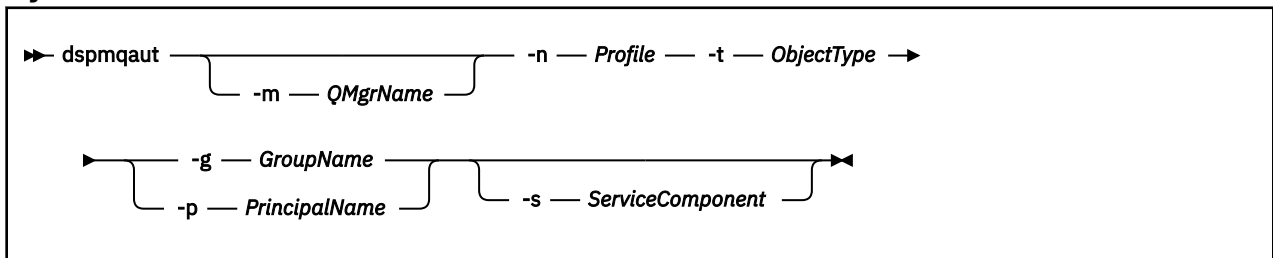 dspmqaut -n Profile -t ObjectType
-m QMgrName
-g GroupName
-p PrincipalName
-s ServiceComponent